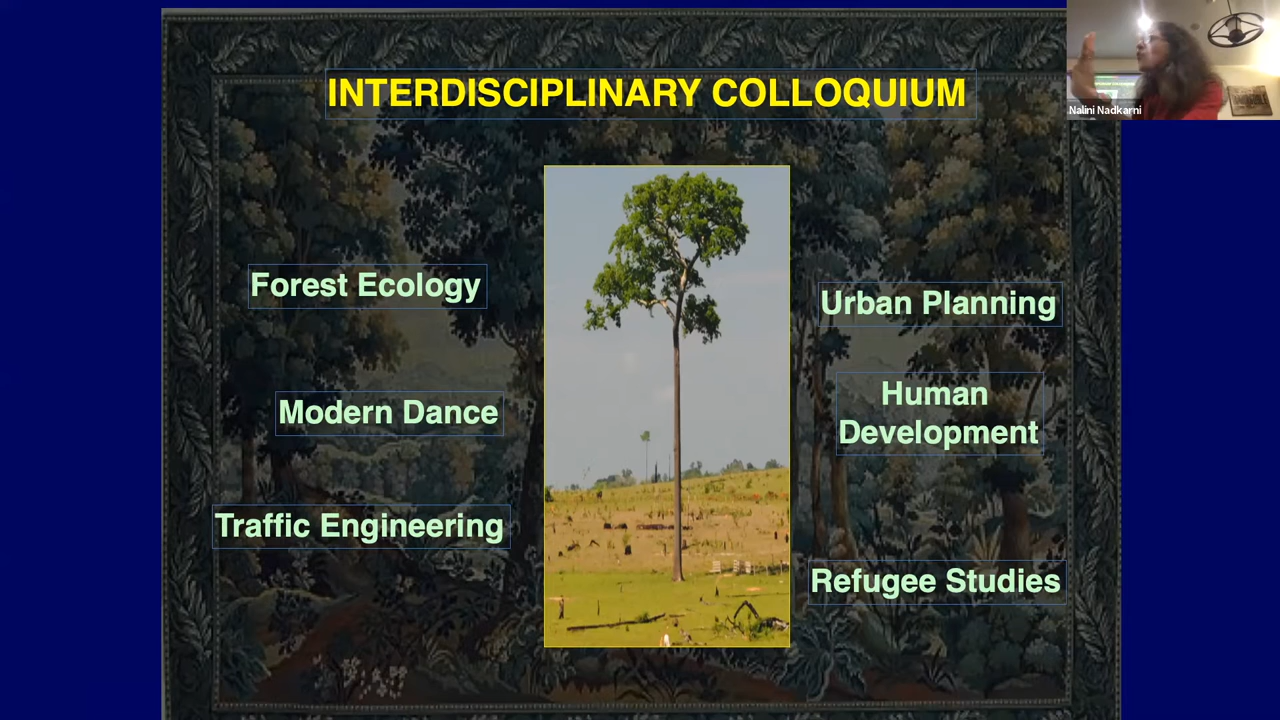 INTERDISCIPLINARY COLLOQUIUM
Nalini Nadkarni
Forest Ecology
Modern Dance
Traffic Engineering
Urban Planning
Human
Development
Refugee Studies